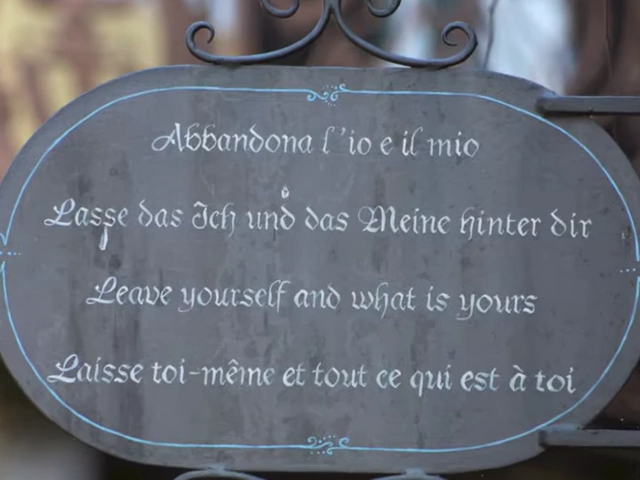 Abbandona l'io e il mio
Lasse das Ich und das Meine hinter dir
Leave yourself and what is yours
Laisse toi-même et tout ce qui est à toi